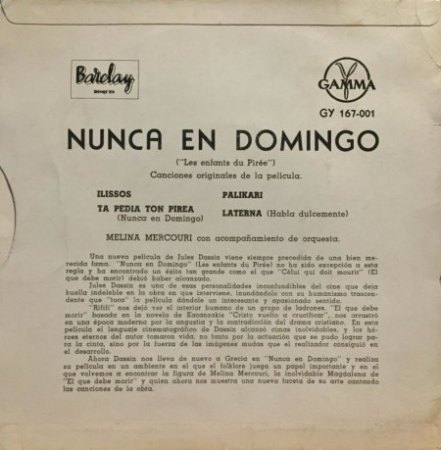 Barclay
DISQUES
GAMMA
GY 167-001
NUNCA EN DOMINGO
("Les enfants du Pirée")
Canciones originales de la película.
ILISSOS
PALIKARI
TA PEDIA TON PIREA
(Nunca en Domingo)
LATERNA (Habla dulcemente)
MELINA MERCOURI con acompañamiento de orquesta.
Una nueva película de Jules Dassin viene siempre precedida de una bien me-
recida fama. "Nunca en Domingo" (Les enfants du Pirée) no ha sido excepción a esta
regla y ha encontrado un éxito tan grande como el que "Célui qui doit moutir" (El
que debe morir) debió haber alcanzado.
Jules Dassin es una de esas personalidades inconfundibles del cine que deja
huella indeleble en la obra en que interviene, inundándola con su humanismo trascen-
dente que "toca" la película dándole un interesante y apasionado sentido.
"Rififí" nos dejó ver el interior humano de un grupo de ladrones. "El que debe
morir" basada en la novela de Kazanozkis "Cristo vuelto a crucificar", nos arrastró
en una época moderna por la angustia y la contradicción del drama cristiano. En esta
película el lenguaje cinematográfico de Dassin alcanzó cimas inolvidables, y los hé-
roes eternos del autor tomaron vida, no tanto por la actuación que se pudo lograr pa-
ra la cinta, sino por la fuerza de las imágenes mudas que el realizador consiguió en
el desarrollo.
Ahora Dassin nos lleva de nuevo a Grecia en "Nunca en Domingo" y realiza
su película en un ambiente en el que el folklore juega un papel importante y en el
que volvemos a encontrar la figura de Melina Mercouri, la inolvidable Magdalena de
"El que debe morir" y quien ahora nos muestra una nueva faceta de su arte cantando
las canciones de la obra.